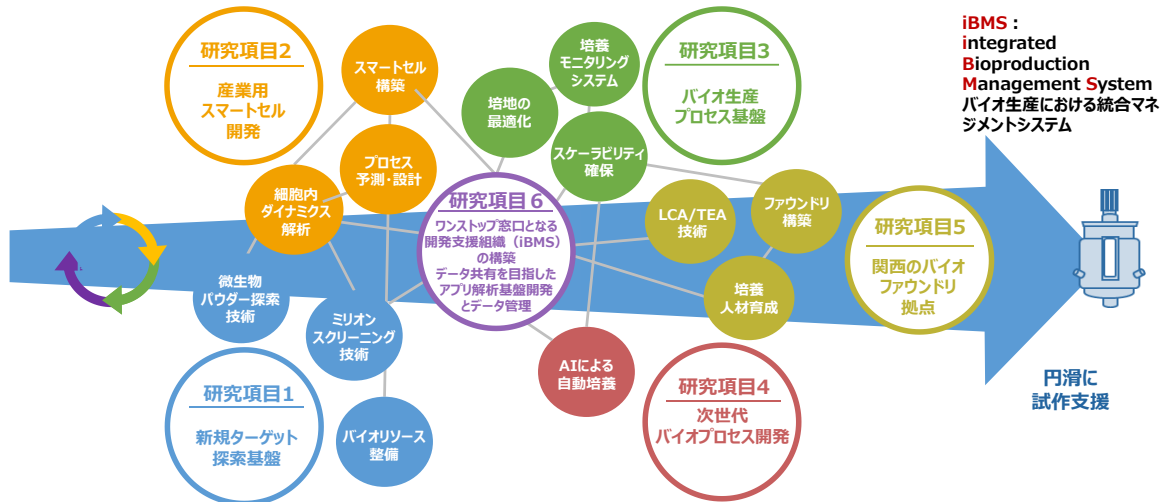 研究項目2
産業用
スマートセル
開発
スマートセル
構築
プロセス
予測・設計
細胞内
ダイナミクス
解析
培養
モニタリング
システム
培地の
最適化
スケーラビリティ
確保
研究項目3
バイオ生産
プロセス基盤
iBMS：
integrated
Bioproduction
Management System
バイオ生産における統合マネ
ジメントシステム
研究項目６
ワンストップ窓口となる
開発支援組織（iBMS）
の構築
データ共有を目指した
アプリ解析基盤開発
とデータ管理
LCA/TEA
技術
ファウンドリ
構築
培養
人材育成
研究項目5
関西のバイオ
ファウンドリ
拠点
微生物
パウダー探索
技術
ミリオン
スクリーニング
技術
バイオリソース
整備
研究項目1
新規ターゲット
探索基盤
AIによる
自動培養
研究項目4
次世代
バイオプロセス開発
円滑に
試作支援